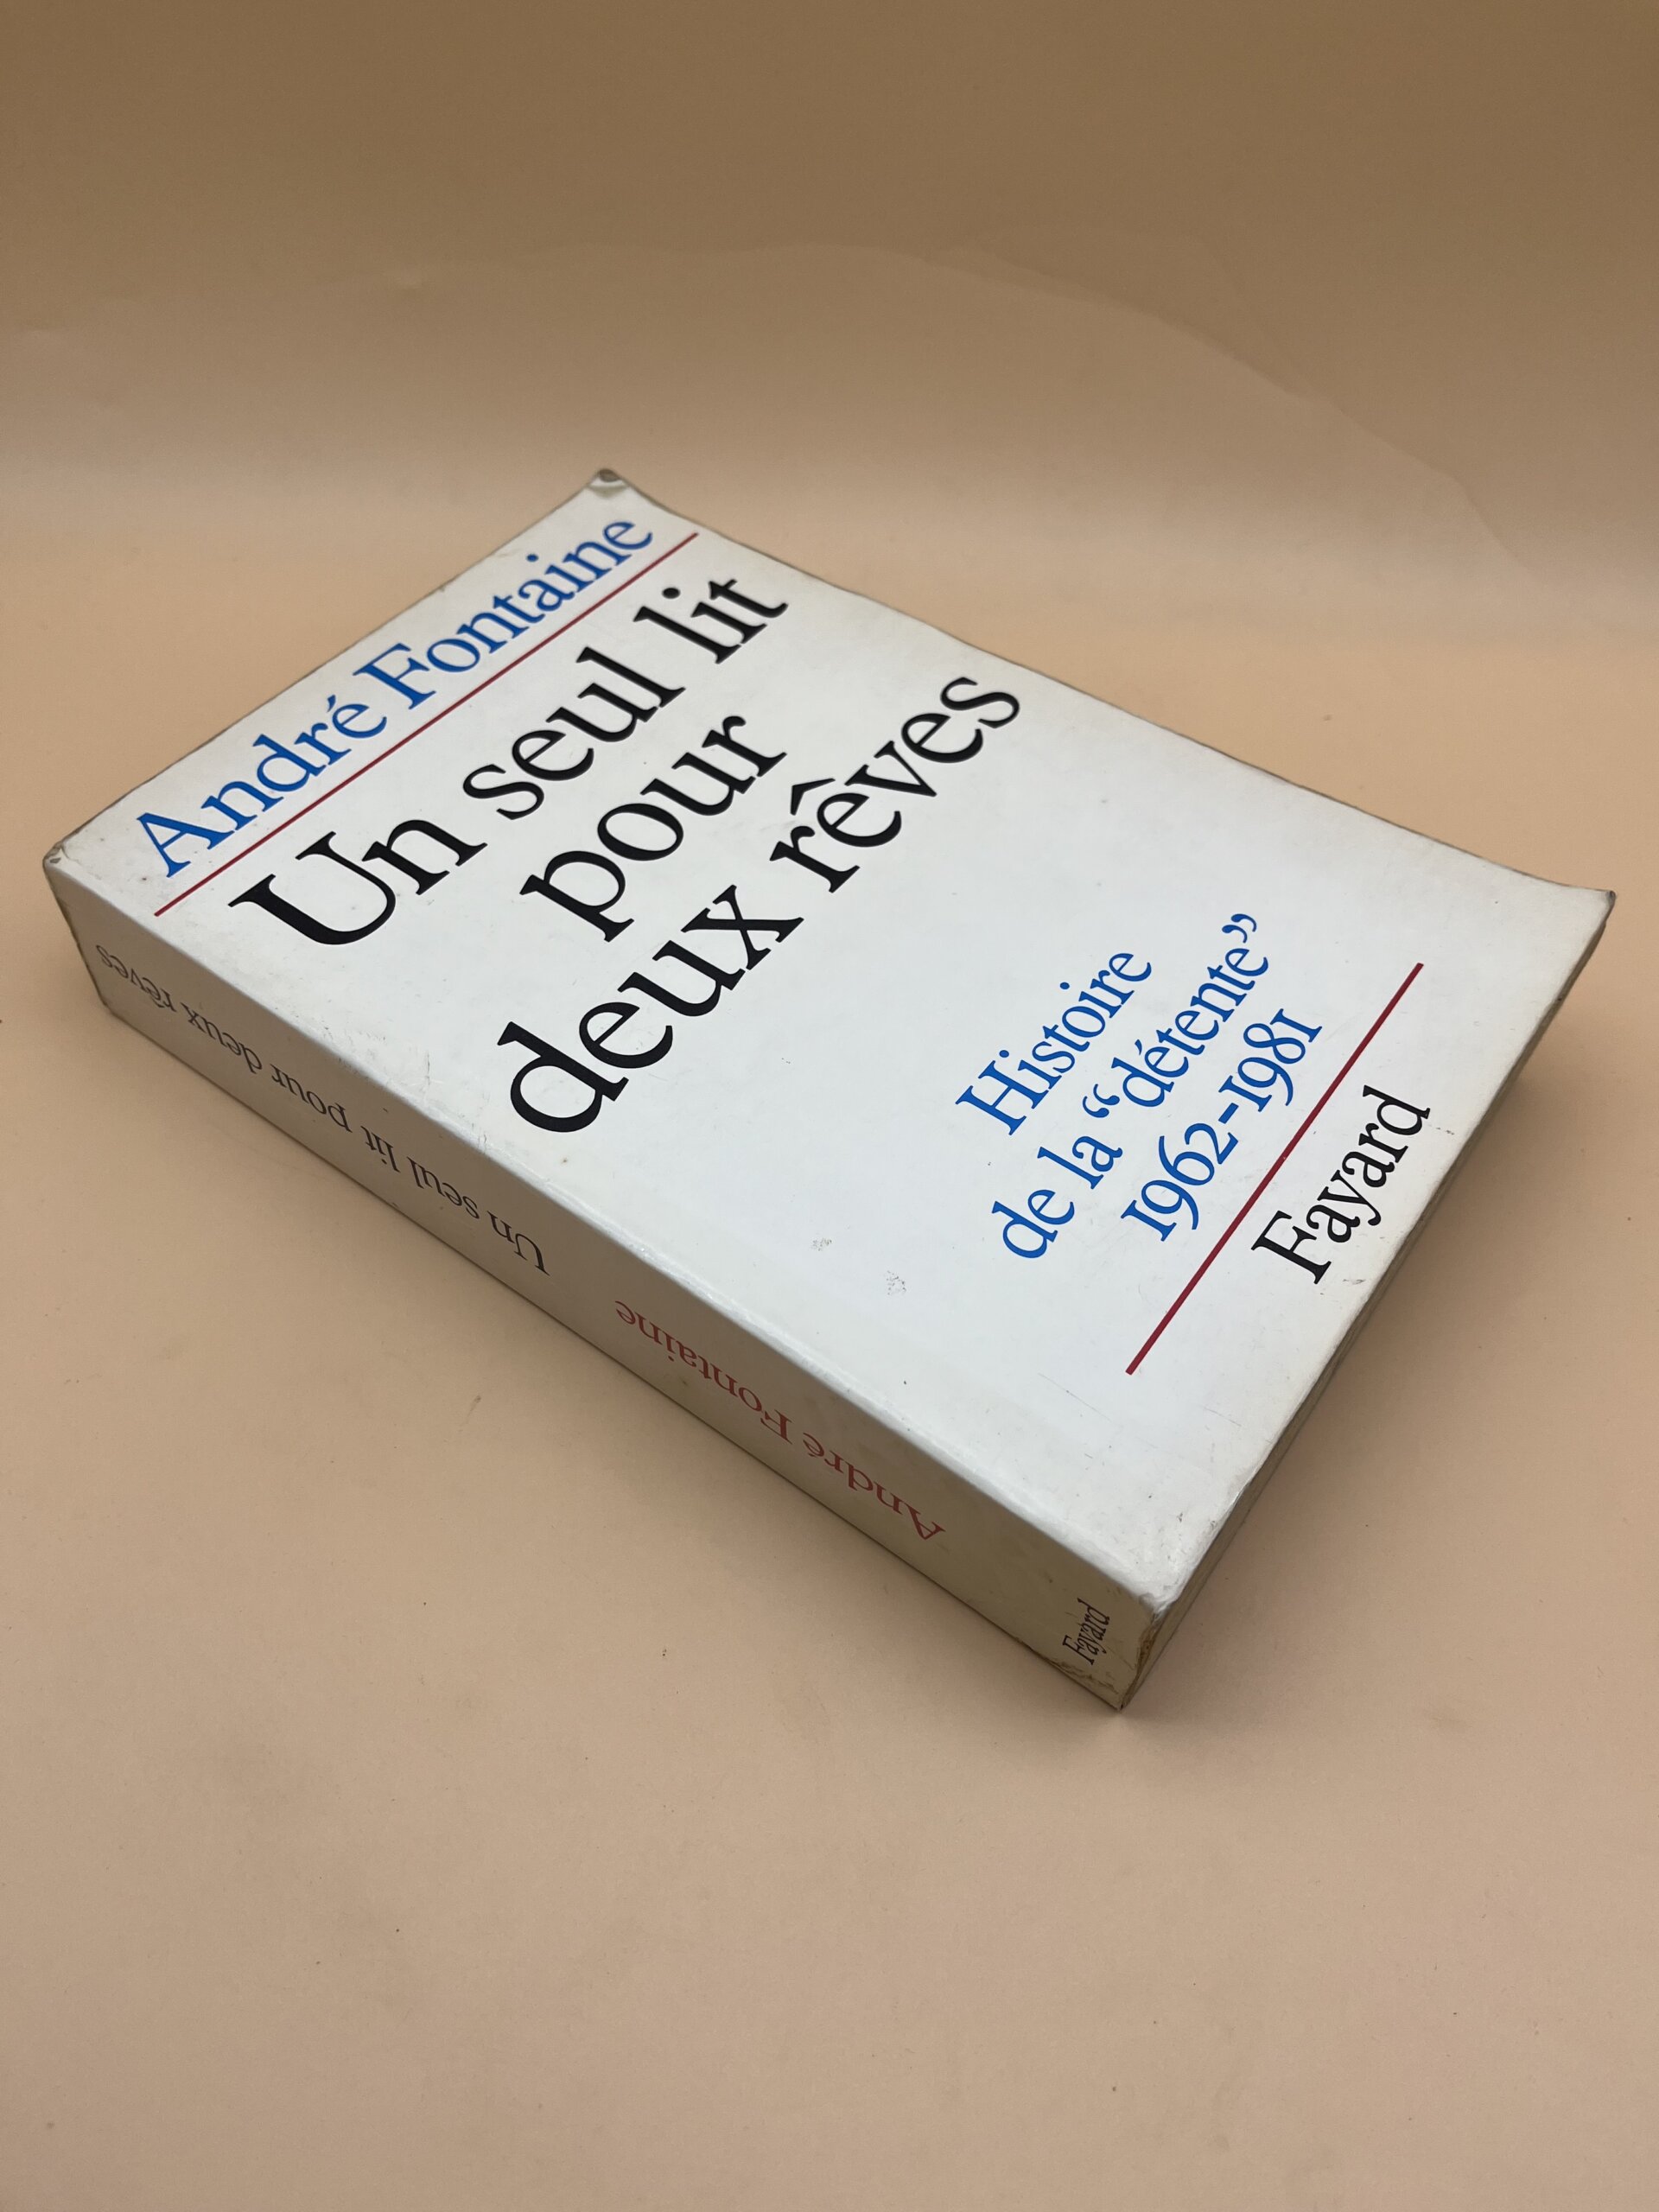 André Fontaine
Un seul lit
pour
deux rêves
Histoire
de la “détente”
1962-1981
Fayard
Un seul lit pour deux rêves
André Fontaine
Fayard